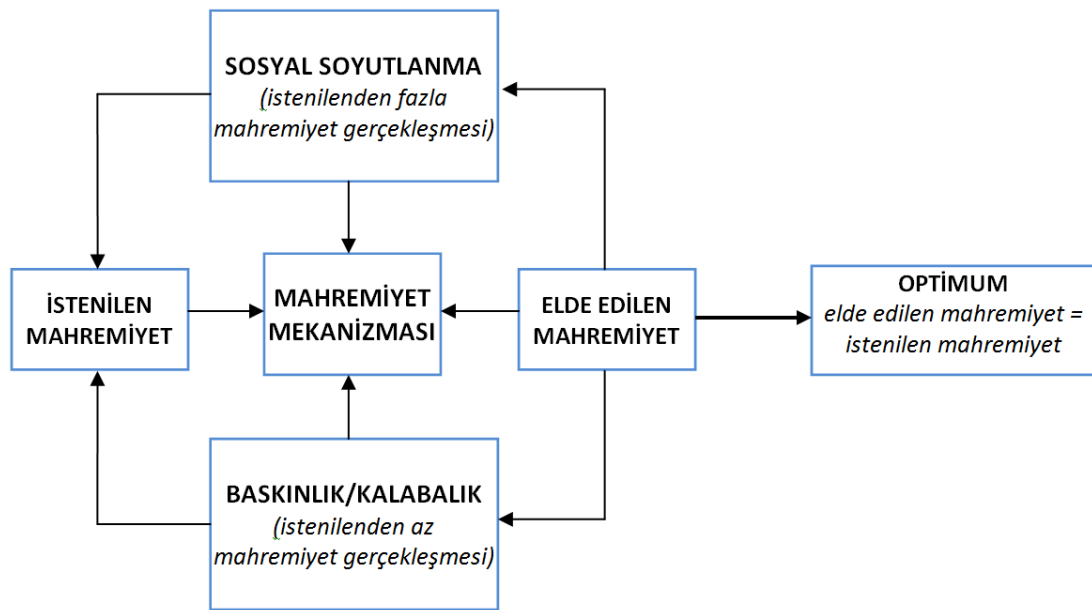 SOSYAL SOYUTLANMA
(istenilenden fazla
mahremiyet gerçekleşmesi)
İSTENİLEN
MAHREMİYET
MAHREMİYET
MEKANİZMASI
ELDE EDİLEN
MAHREMİYET
OPTİMUM
elde edilen mahremiyet =
istenilen mahremiyet
BASKINLIK/KALABALIK
(istenilenden az
mahremiyet gerçekleşmesi)